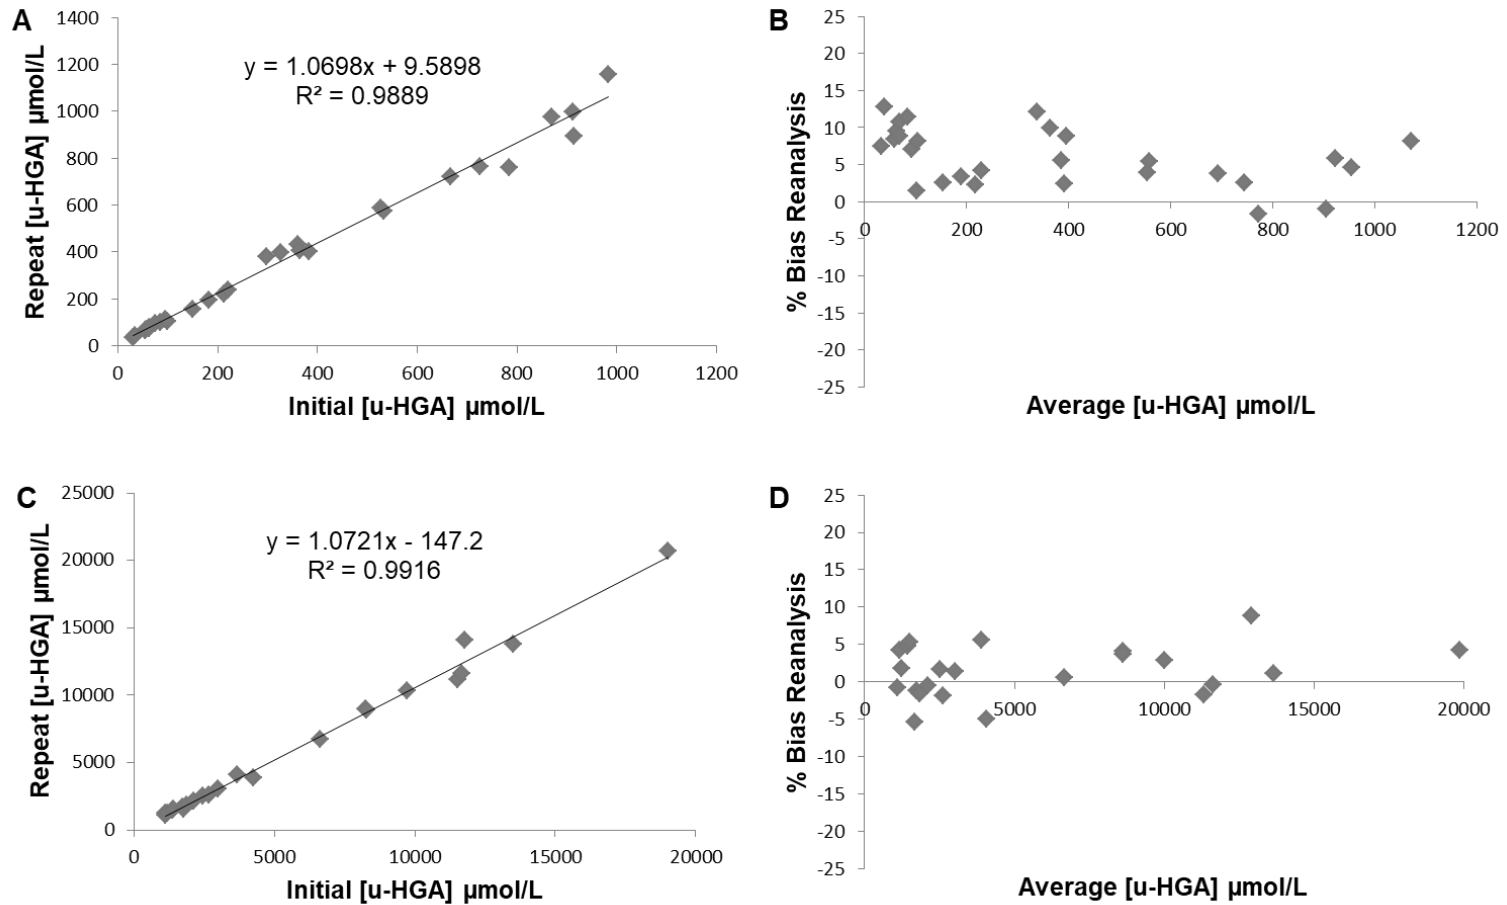 A
1400
1200
1000
800
600
400
200
0
Repeat [u-HGA] µmol/L
y = 1.0698x + 9.5898
R² = 0.9889
0 200 400 600 800 1000 1200
Initial [u-HGA] µmol/L
B
25
20
15
10
5
0
-5
-10
-15
-20
-25
% Bias Reanalysis
0 200 400 600 800 1000 1200
Average [u-HGA] µmol/L
C
25000
20000
15000
10000
5000
0
Repeat [u-HGA] µmol/L
y = 1.0721x - 147.2
R² = 0.9916
0 5000 10000 15000 20000
Initial [u-HGA] µmol/L
D
25
20
15
10
5
0
-5
-10
-15
-20
-25
% Bias Reanalysis
0 5000 10000 15000 20000
Average [u-HGA] µmol/L